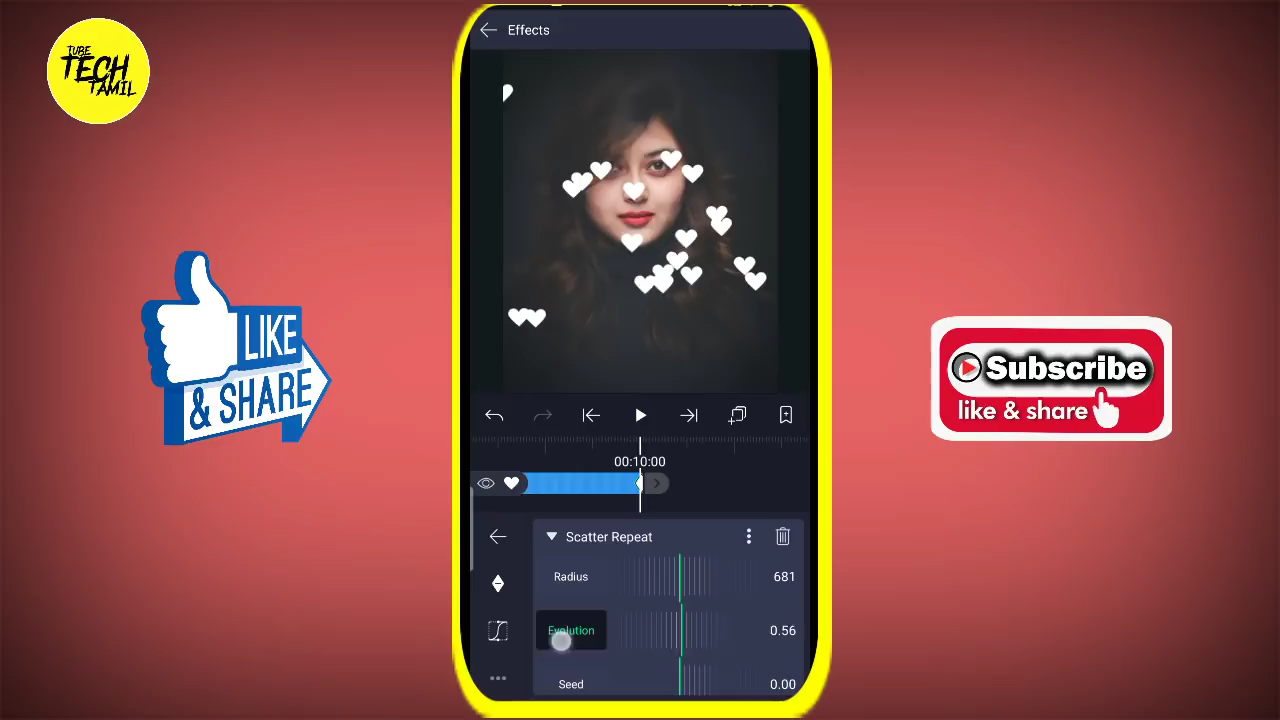 TUBE
TECH
TAMIL
Effects
LIKE
& SHARE
Subscribe
like & share
00:10:00
Scatter Repeat
Radius
681
Evolution
0.56
Seed
0.00